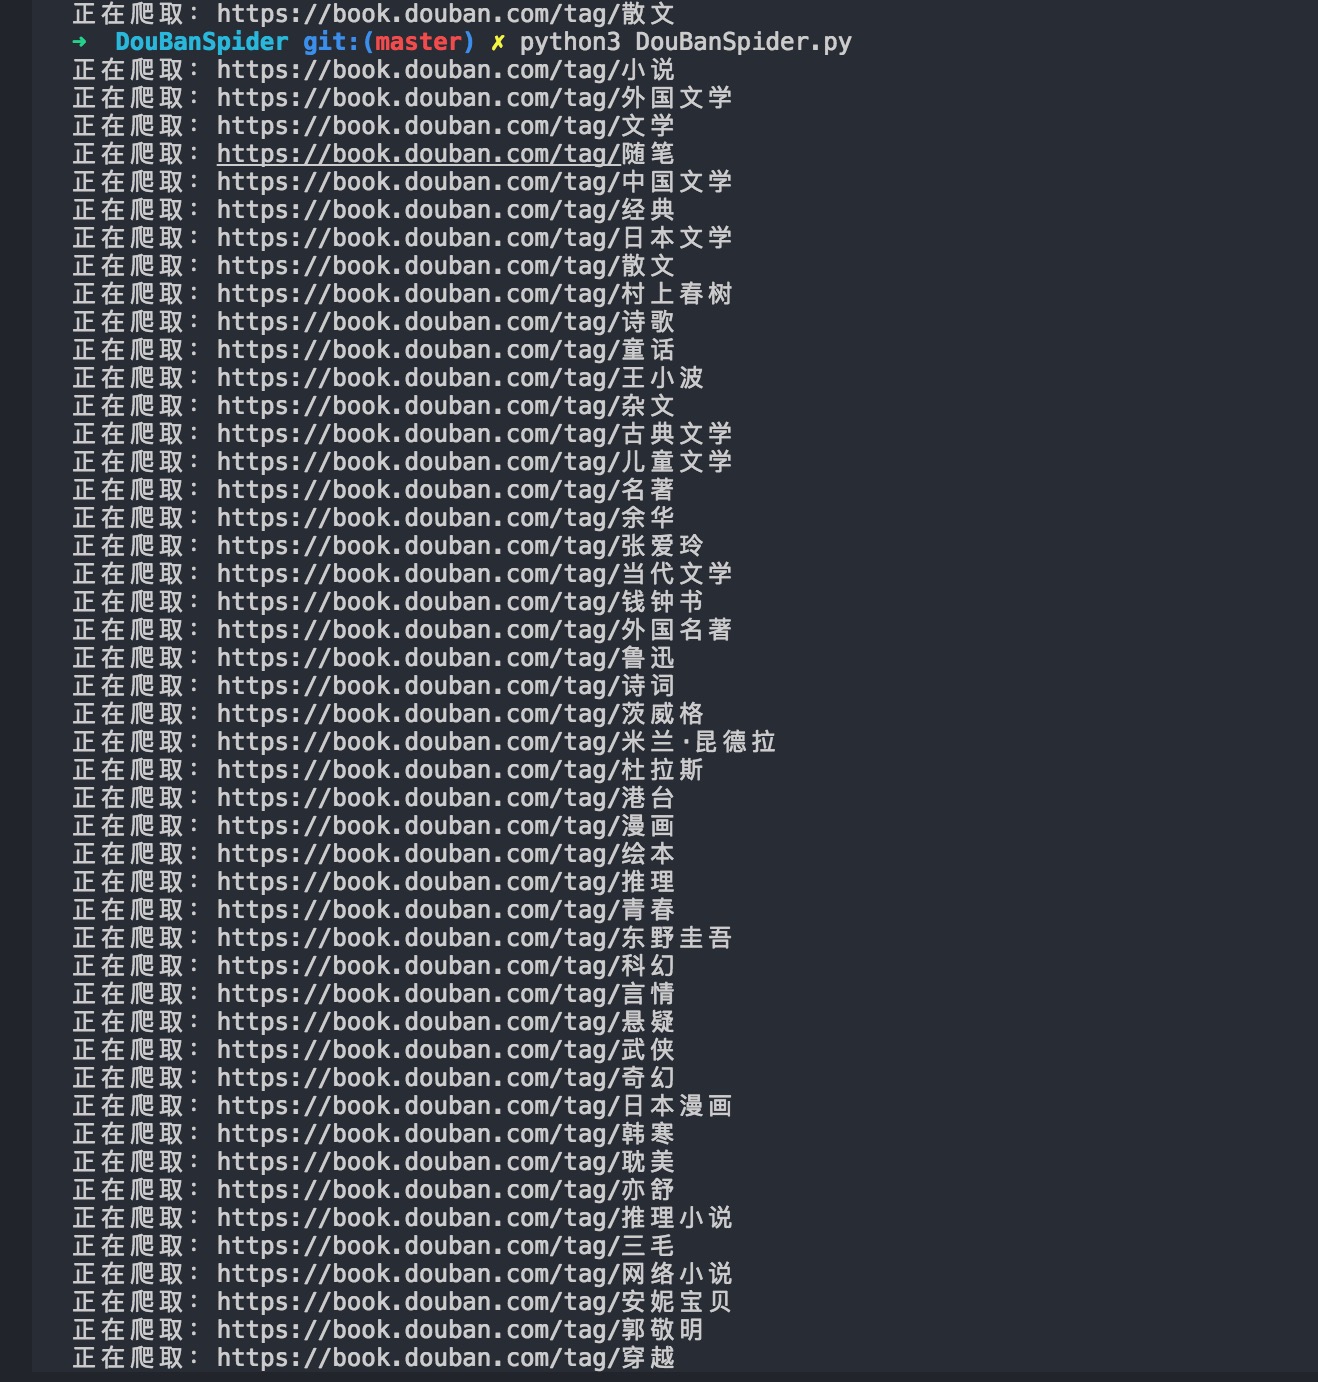 正在爬取：https://book.douban.com/tag/散文
➜ DouBanSpider git:(master) ✗ python3 DouBanSpider.py
正在爬取：https://book.douban.com/tag/小说
正在爬取：https://book.douban.com/tag/外国文学
正在爬取：https://book.douban.com/tag/文学
正在爬取：https://book.douban.com/tag/随笔
正在爬取：https://book.douban.com/tag/中国文学
正在爬取：https://book.douban.com/tag/经典
正在爬取：https://book.douban.com/tag/日本文学
正在爬取：https://book.douban.com/tag/散文
正在爬取：https://book.douban.com/tag/村上春树
正在爬取：https://book.douban.com/tag/诗歌
正在爬取：https://book.douban.com/tag/童话
正在爬取：https://book.douban.com/tag/王小波
正在爬取：https://book.douban.com/tag/杂文
正在爬取：https://book.douban.com/tag/古典文学
正在爬取：https://book.douban.com/tag/儿童文学
正在爬取：https://book.douban.com/tag/名著
正在爬取：https://book.douban.com/tag/余华
正在爬取：https://book.douban.com/tag/张爱玲
正在爬取：https://book.douban.com/tag/当代文学
正在爬取：https://book.douban.com/tag/钱钟书
正在爬取：https://book.douban.com/tag/外国名著
正在爬取：https://book.douban.com/tag/鲁迅
正在爬取：https://book.douban.com/tag/诗词
正在爬取：https://book.douban.com/tag/茨威格
正在爬取：https://book.douban.com/tag/米兰·昆德拉
正在爬取：https://book.douban.com/tag/杜拉斯
正在爬取：https://book.douban.com/tag/港台
正在爬取：https://book.douban.com/tag/漫画
正在爬取：https://book.douban.com/tag/绘本
正在爬取：https://book.douban.com/tag/推理
正在爬取：https://book.douban.com/tag/青春
正在爬取：https://book.douban.com/tag/东野圭吾
正在爬取：https://book.douban.com/tag/科幻
正在爬取：https://book.douban.com/tag/言情
正在爬取：https://book.douban.com/tag/悬疑
正在爬取：https://book.douban.com/tag/武侠
正在爬取：https://book.douban.com/tag/奇幻
正在爬取：https://book.douban.com/tag/日本漫画
正在爬取：https://book.douban.com/tag/韩寒
正在爬取：https://book.douban.com/tag/耽美
正在爬取：https://book.douban.com/tag/亦舒
正在爬取：https://book.douban.com/tag/推理小说
正在爬取：https://book.douban.com/tag/三毛
正在爬取：https://book.douban.com/tag/网络小说
正在爬取：https://book.douban.com/tag/安妮宝贝
正在爬取：https://book.douban.com/tag/郭敬明
正在爬取：https://book.douban.com/tag/穿越